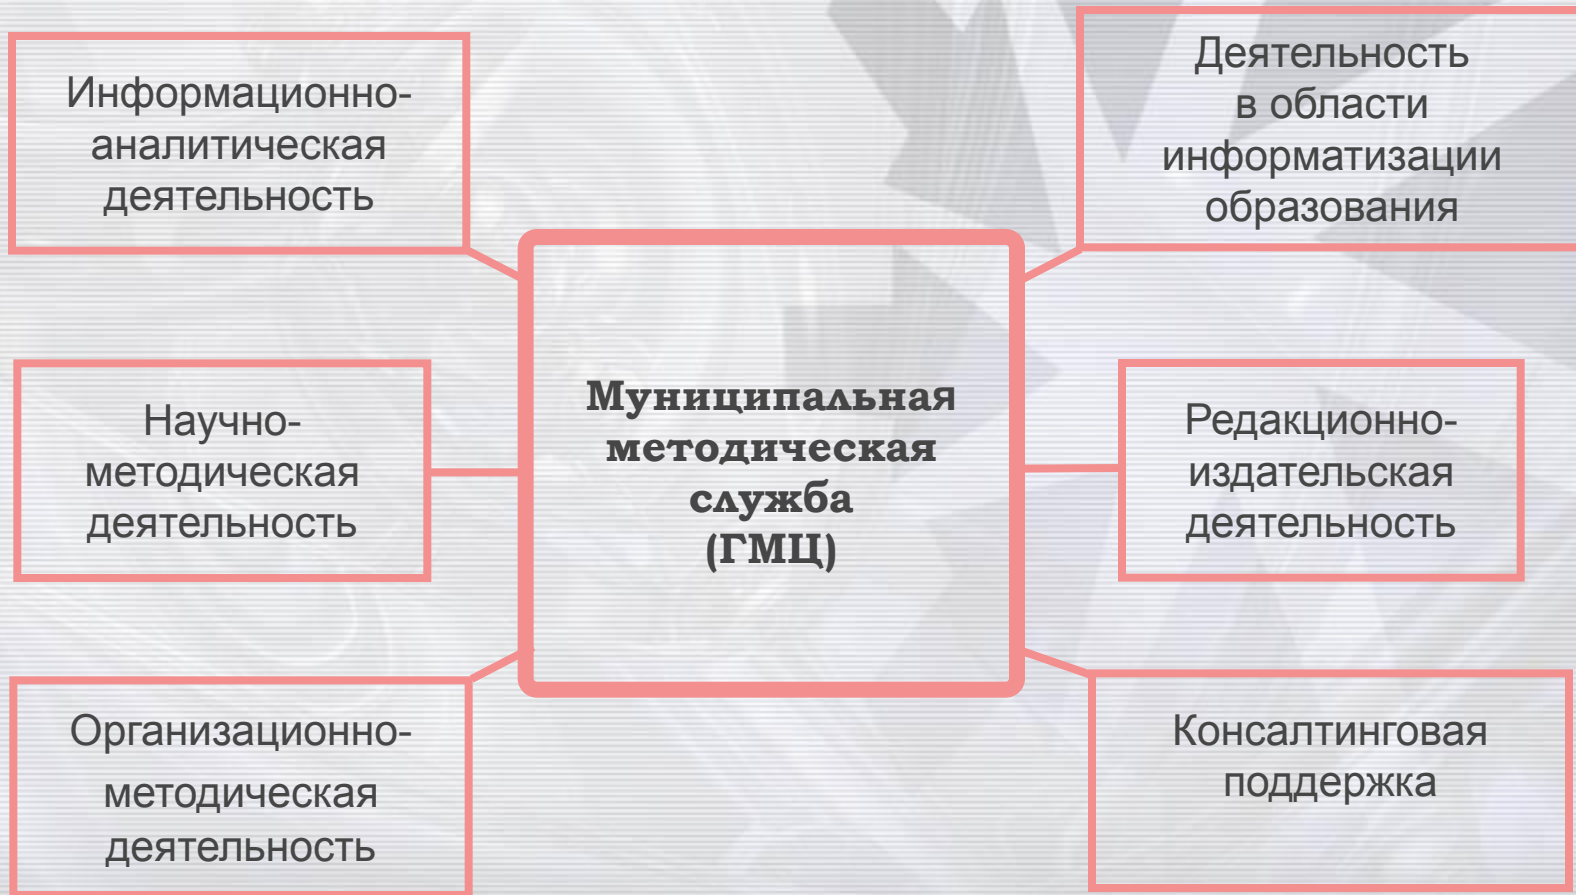 Информационно-
аналитическая
деятельность
Деятельность
в области
информатизации
образования
Муниципальная
методическая
служба
(ГМЦ)
Научно-
методическая
деятельность
Редакционно-
издательская
деятельность
Организационно-
методическая
деятельность
Консалтинговая
поддержка